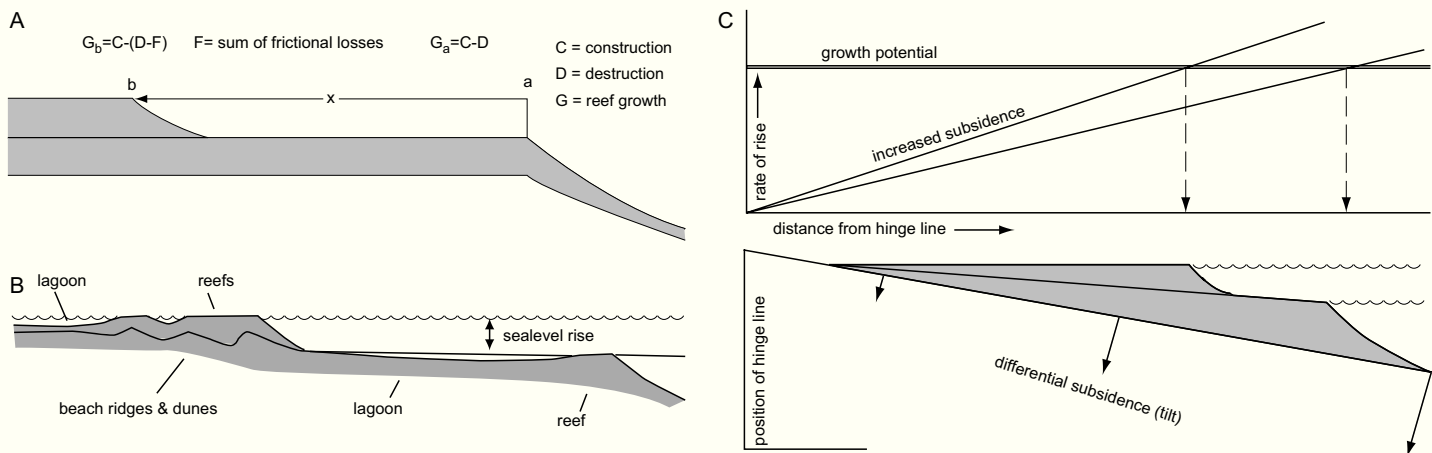 A
G_b=C-(D-F)
F= sum of frictional losses
G_a=C-D
C = construction
D = destruction
G = reef growth
b
x
a
B
lagoon
reefs
sealevel rise
beach ridges & dunes
lagoon
reef
C
growth potential
rate of rise
increased subsidence
distance from hinge line
position of hinge line
differential subsidence (tilt)